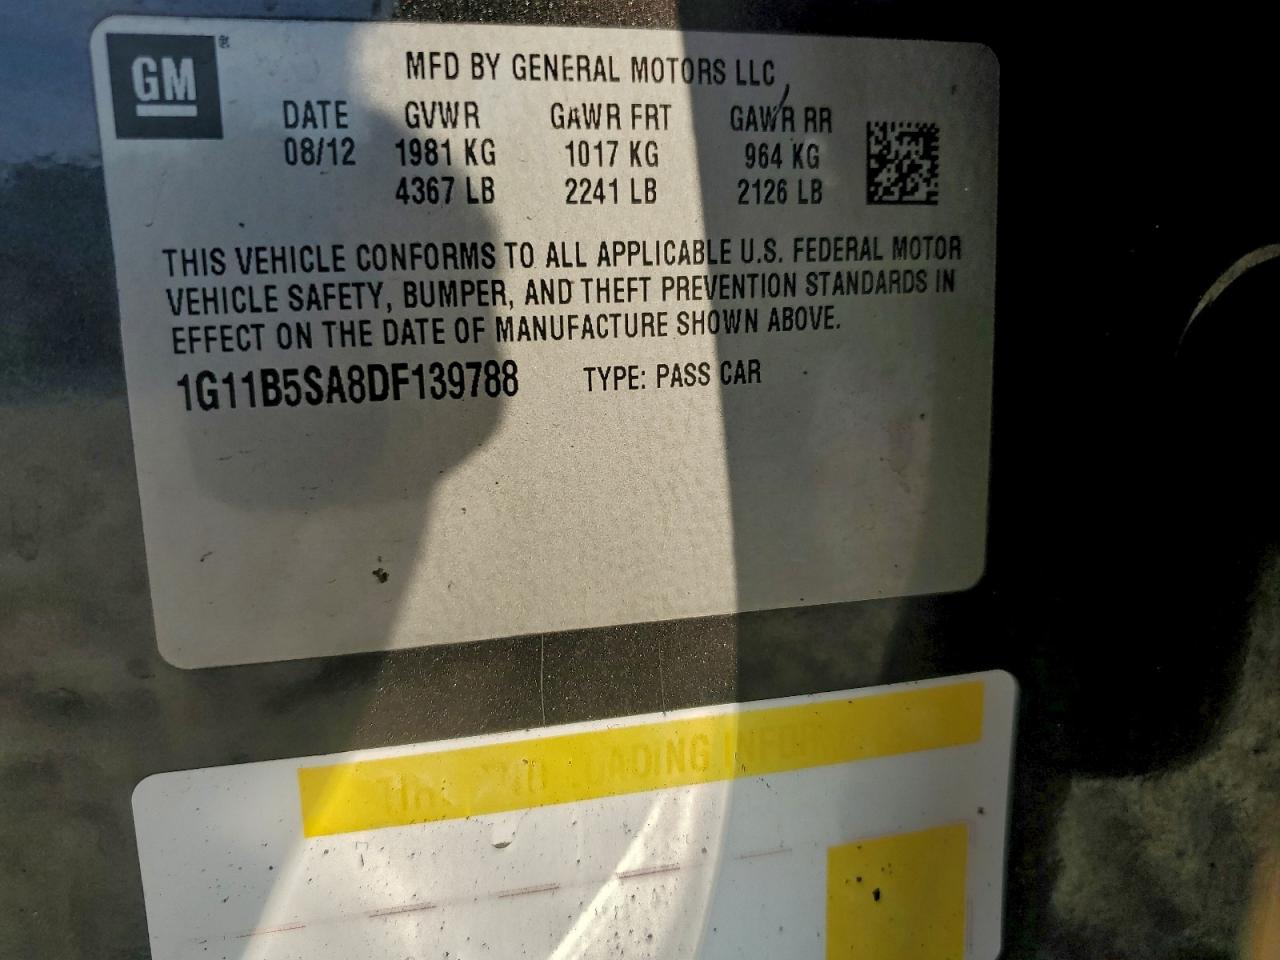 GM®
MFD BY GENERAL MOTORS LLC
DATE GVWR GAWR FRT GAWR RR
08/12 1981 KG 1017 KG 964 KG
4367 LB 2241 LB 2126 LB
THIS VEHICLE CONFORMS TO ALL APPLICABLE U.S. FEDERAL MOTOR
VEHICLE SAFETY, BUMPER, AND THEFT PREVENTION STANDARDS IN
EFFECT ON THE DATE OF MANUFACTURE SHOWN ABOVE.
1G11B5SA8DF139788 TYPE: PASS CAR
LOADING